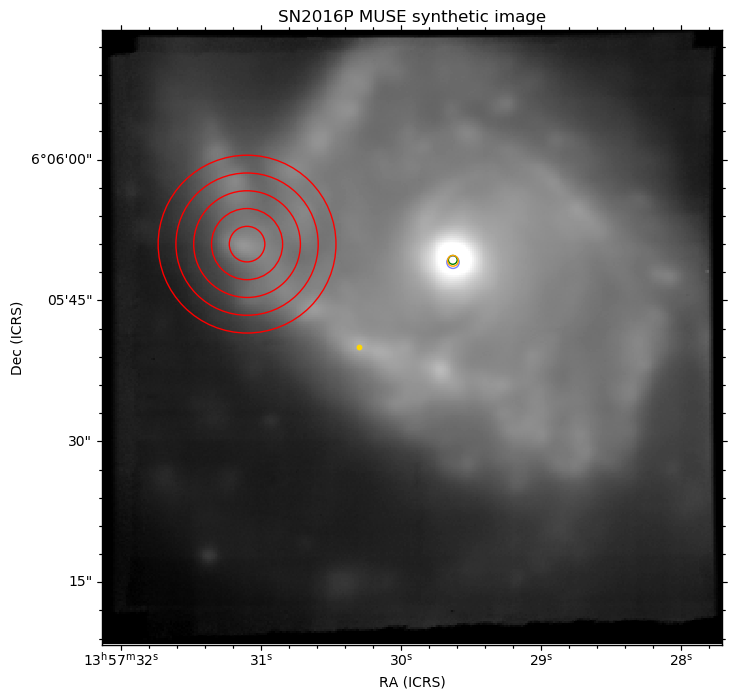 SN2016P MUSE synthetic image
6°06'00"
05'45"
30"
15"
Dec (ICRS)
13ʰ57ᵐ32ˢ
31ˢ
30ˢ
29ˢ
28ˢ
RA (ICRS)